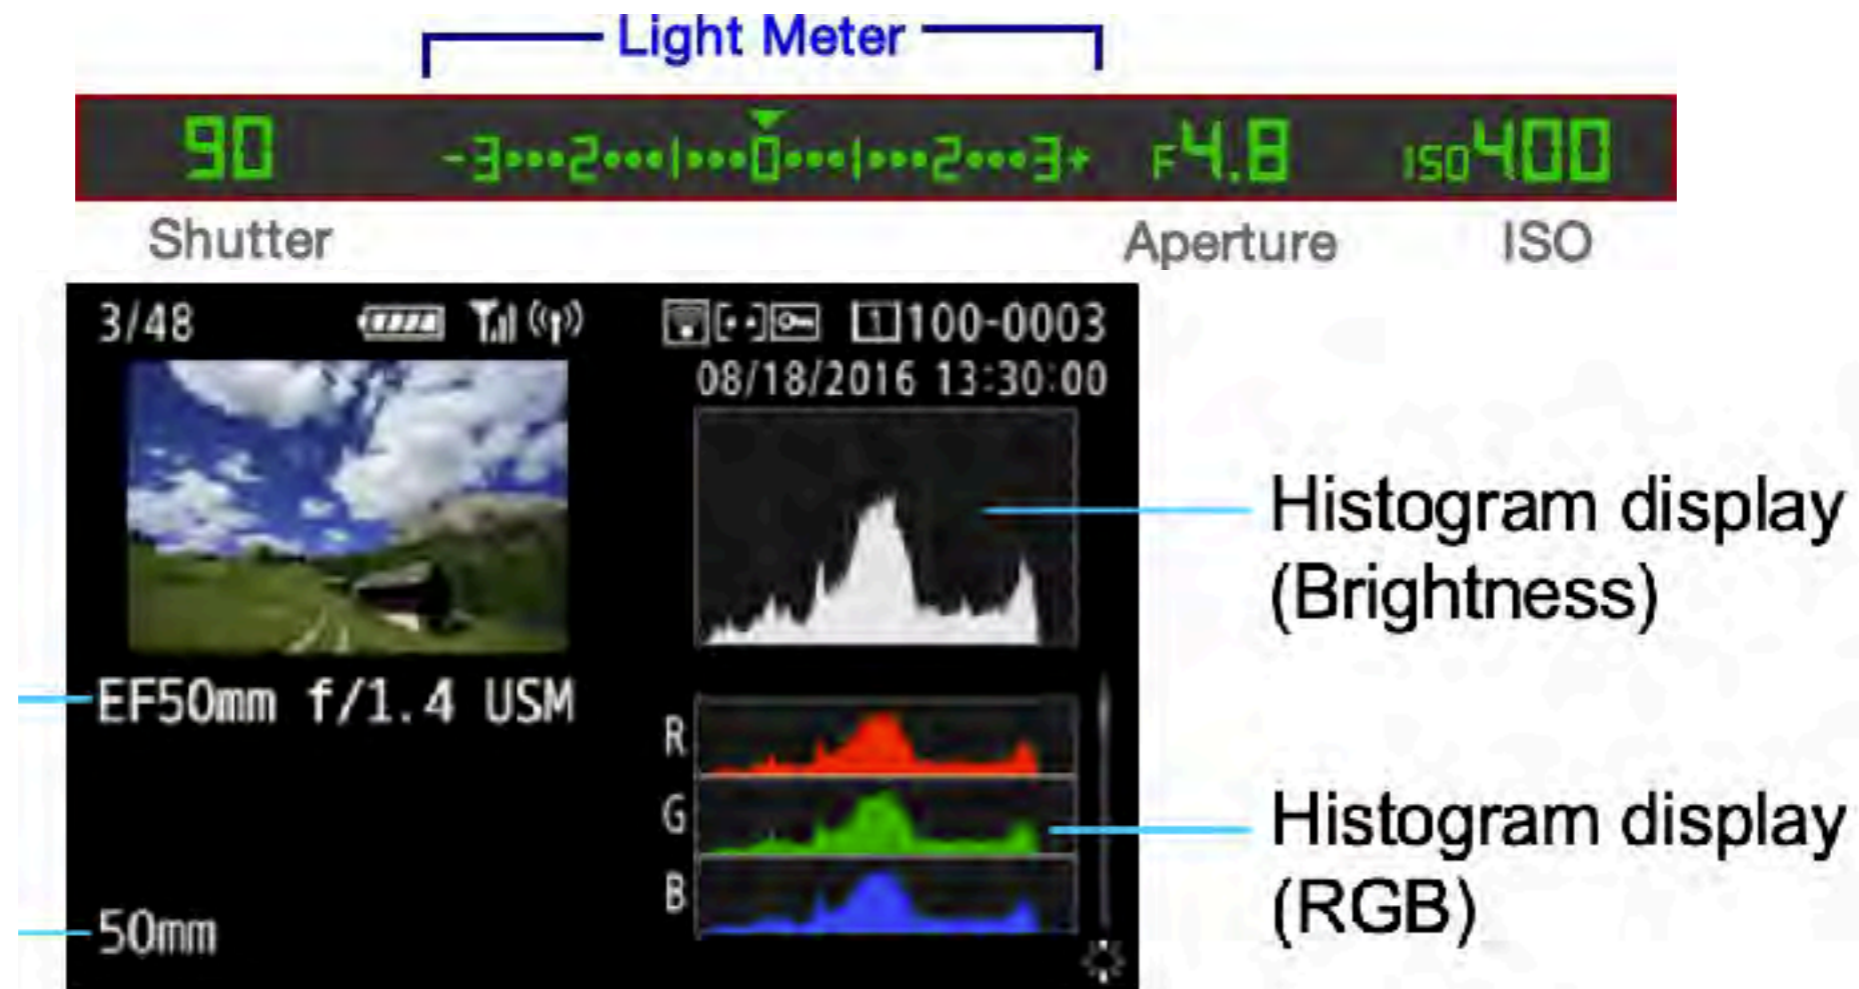 Light Meter
90 -3•••2•••|•••0•••|•••2•••3+ F4.8 ISO400
Shutter Aperture ISO
3/48 1 100-0003
08/18/2016 13:30:00
Histogram display
(Brightness)
EF50mm f/1.4 USM
R
G
Histogram display
(RGB)
B
50mm